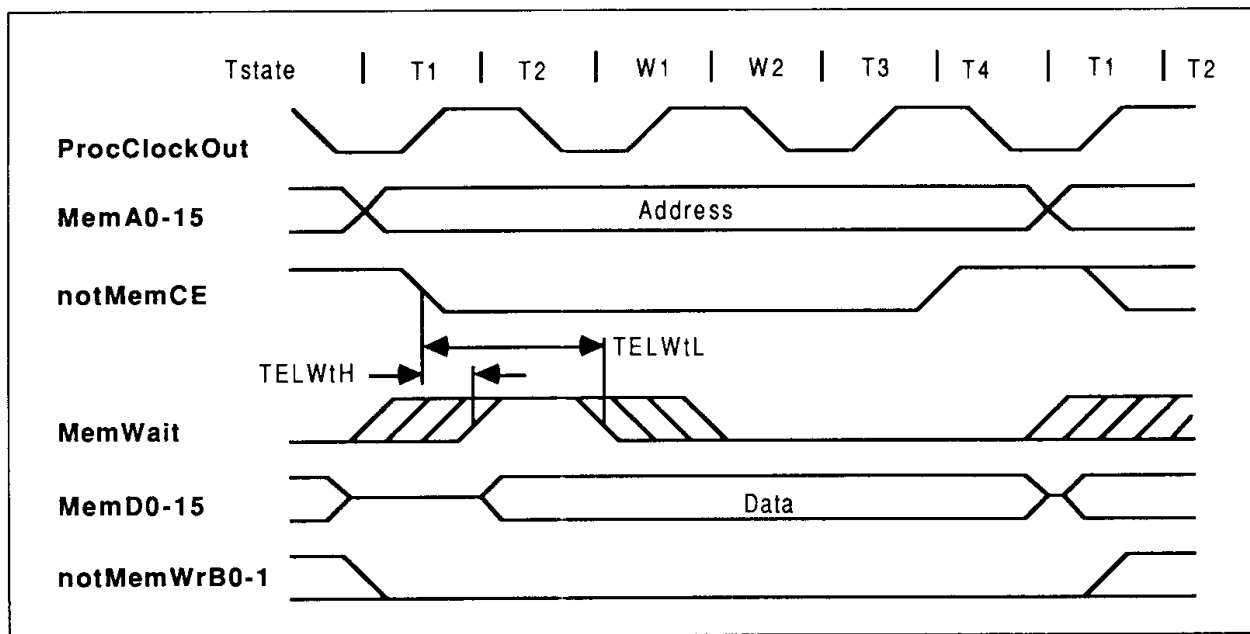 Tstate | T1 | T2 | W1 | W2 | T3 | T4 | T1 | T2
ProcClockOut
MemA0-15 Address
notMemCE
TELWtL
TELWtH
MemWait
MemD0-15 Data
notMemWrB0-1